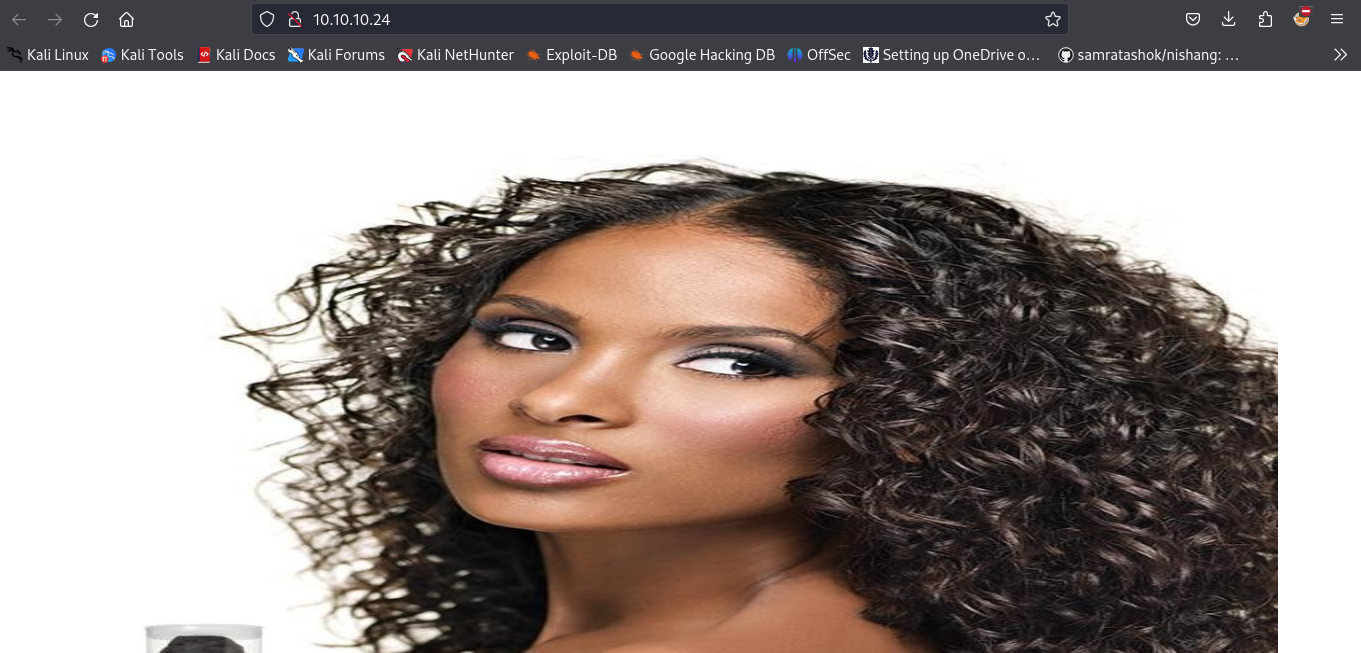 10.10.10.24
Kali Linux Kali Tools Kali Docs Kali Forums Kali NetHunter Exploit-DB Google Hacking DB OffSec Setting up OneDrive o… samratashok/nishang: …